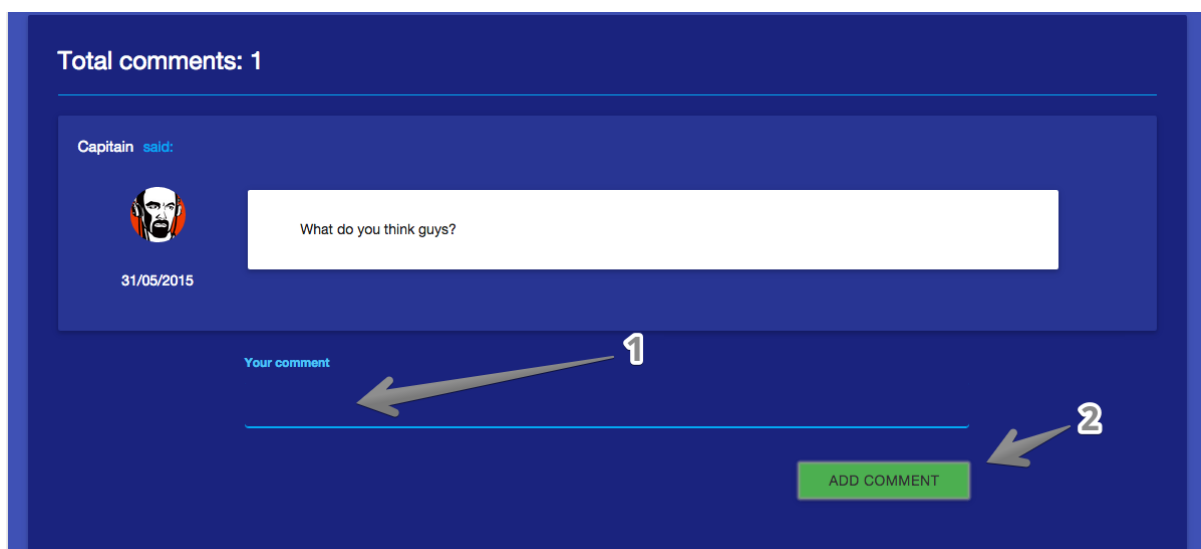 Total comments: 1
Capitain said:
What do you think guys?
31/05/2015
1
Your comment
2
ADD COMMENT